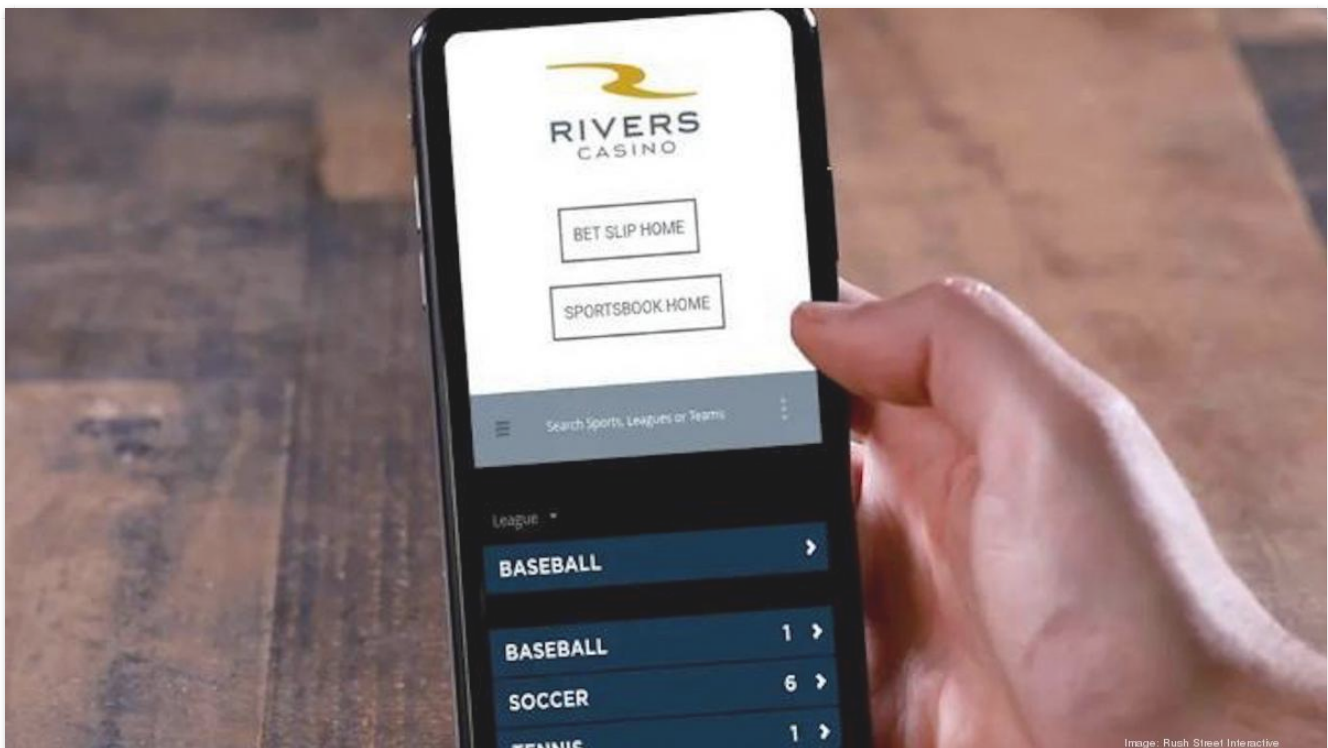 RIVERS
CASINO
BET SLIP HOME
SPORTSBOOK HOME
Search Sports, Leagues or Teams
League
BASEBALL
BASEBALL 1
SOCCER 6
TENNIS 1
Image: Rush Street Interactive